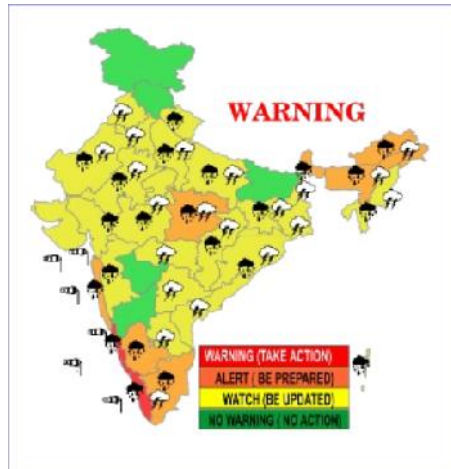 WARNING
WARNING (TAKE ACTION)
ALERT ( BE PREPARED)
WATCH (BE UPDATED)
NO WARNING ( NO ACTION)